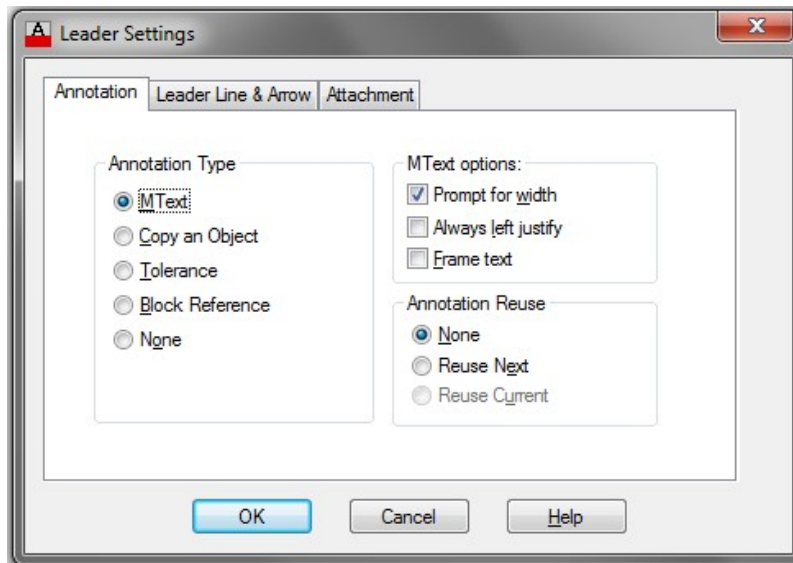 Leader Settings
Annotation
Leader Line & Arrow
Attachment
Annotation Type
MText
Copy an Object
Tolerance
Block Reference
None
MText options:
Prompt for width
Always left justify
Frame text
Annotation Reuse
None
Reuse Next
Reuse Current
OK
Cancel
Help